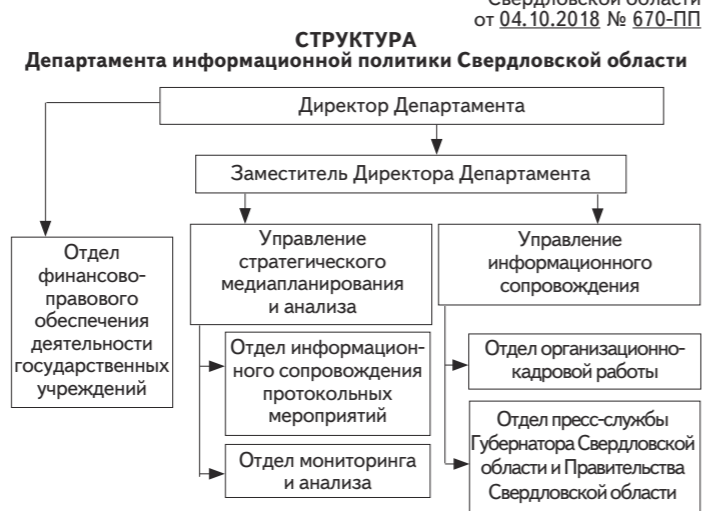 Свердловской области
от 04.10.2018 № 670-ПП
СТРУКТУРА
Департамента информационной политики Свердловской области
Директор Департамента
Заместитель Директора Департамента
Отдел
финансово-
правового
обеспечения
деятельности
государственных
учреждений
Управление
стратегического
медиапланирования
и анализа
Управление
информационного
сопровождения
Отдел информацион-
ного сопровождения
протокольных
мероприятий
Отдел мониторинга
и анализа
Отдел организационно-
кадровой работы
Отдел пресс-службы
Губернатора Свердловской
области и Правительства
Свердловской области